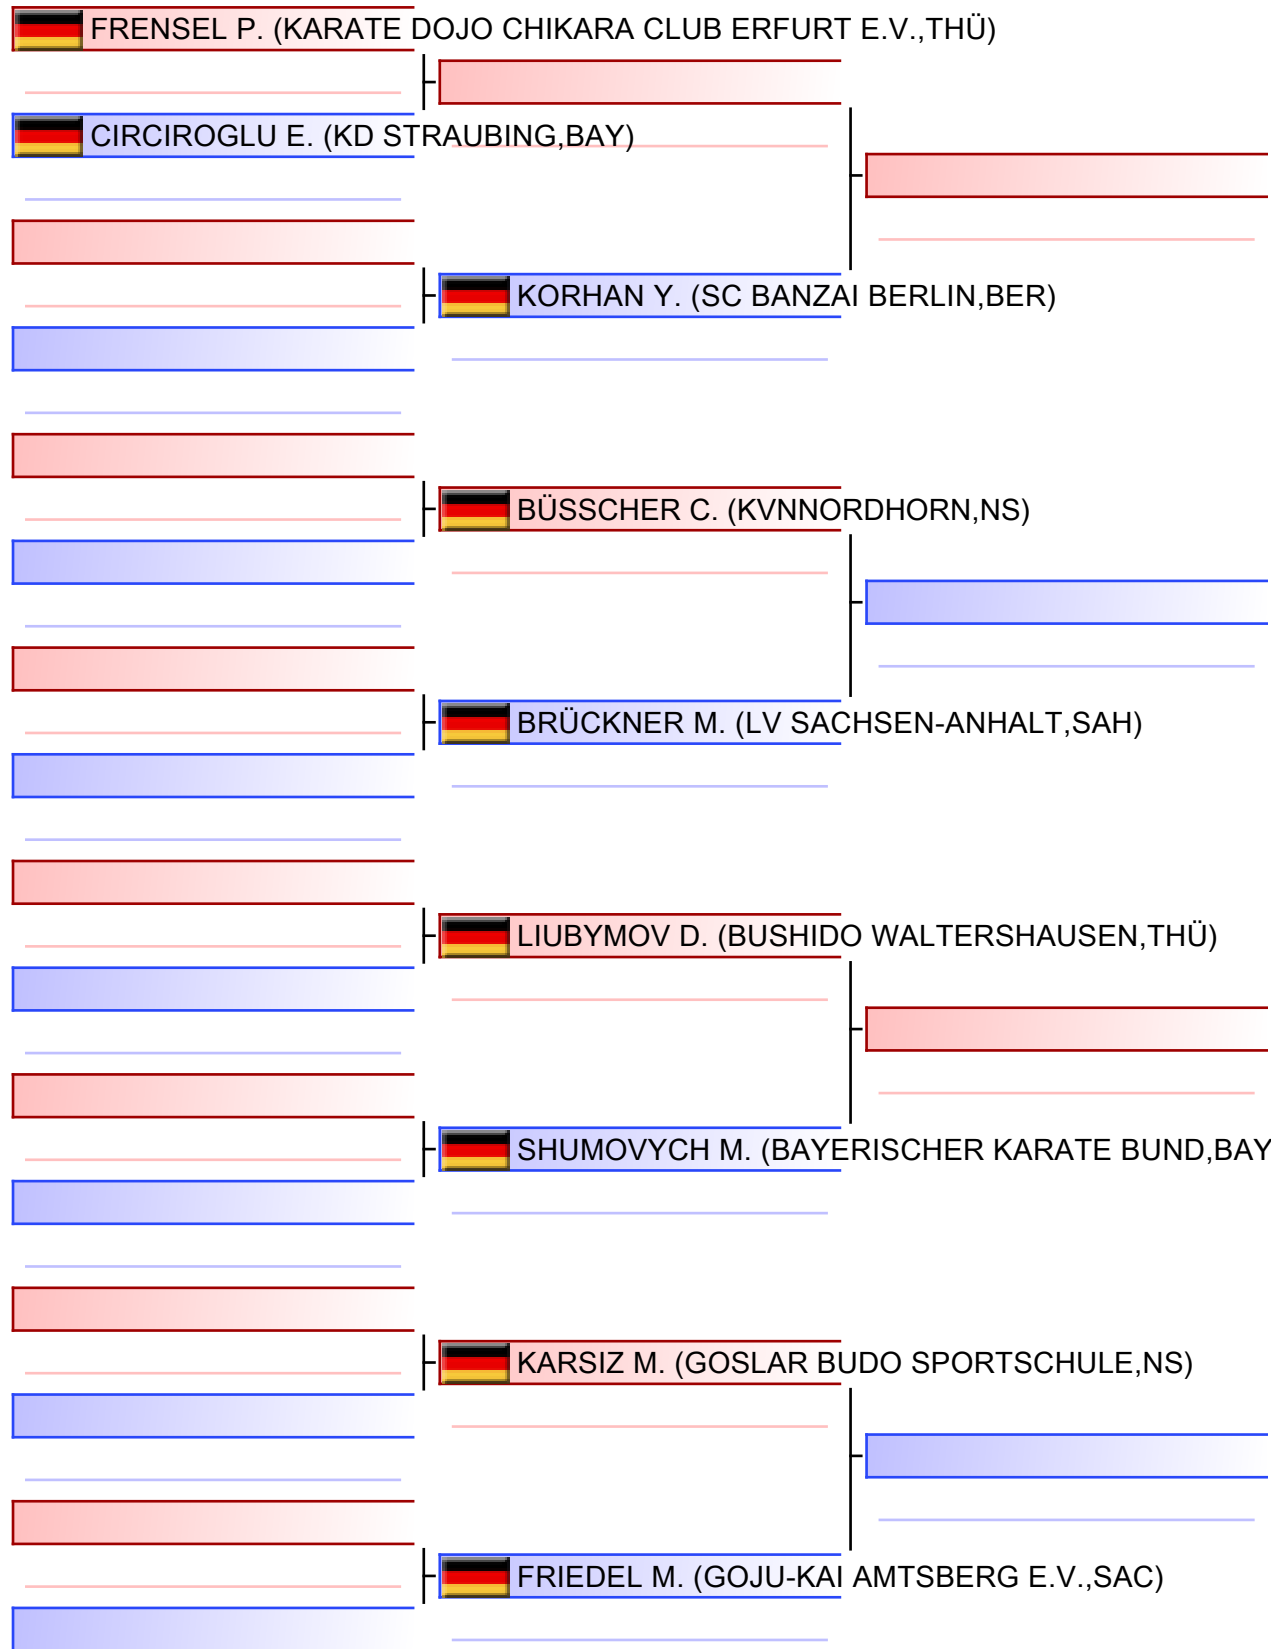 FRENSEL P. (KARATE DOJO CHIKARA CLUB ERFURT E.V.,THÜ)
CIRCIROGLU E. (KD STRAUBING,BAY)
KORHAN Y. (SC BANZAI BERLIN,BER)
BÜSSCHER C. (KVNNORDHORN,NS)
BRÜCKNER M. (LV SACHSEN-ANHALT,SAH)
LIUBYMOV D. (BUSHIDO WALTERSHAUSEN,THÜ)
SHUMOVYCH M. (BAYERISCHER KARATE BUND,BAY
KARSIZ M. (GOSLAR BUDO SPORTSCHULE,NS)
FRIEDEL M. (GOJU-KAI AMTSBERG E.V.,SAC)